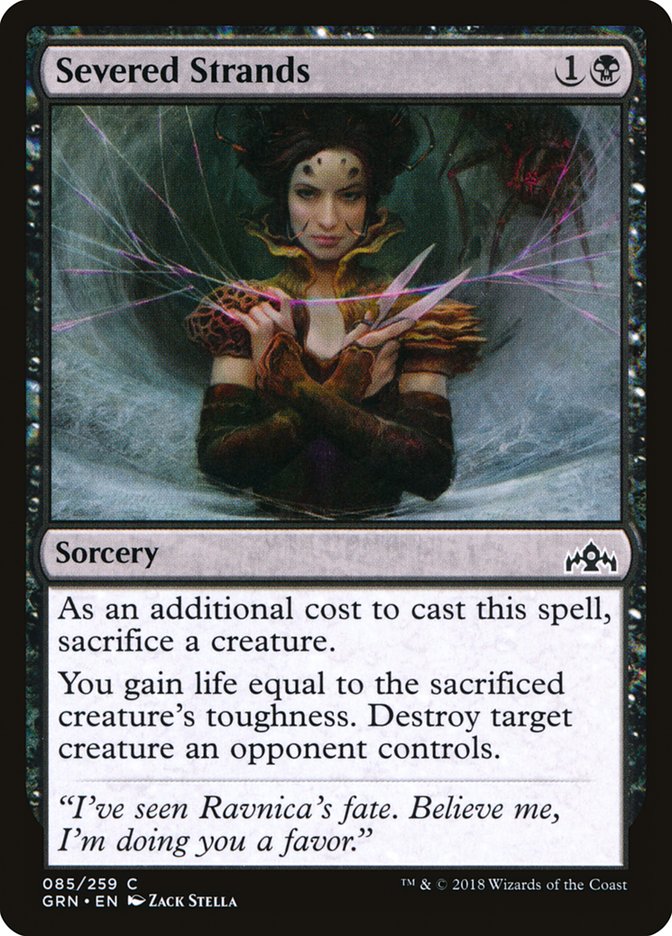 Severed Strands 1
Sorcery
As an additional cost to cast this spell,
sacrifice a creature.
You gain life equal to the sacrificed
creature's toughness. Destroy target
creature an opponent controls.
"I've seen Ravnica's fate. Believe me,
I'm doing you a favor."
085/259 C
GRN • EN Zack Stella
™ & © 2018 Wizards of the Coast